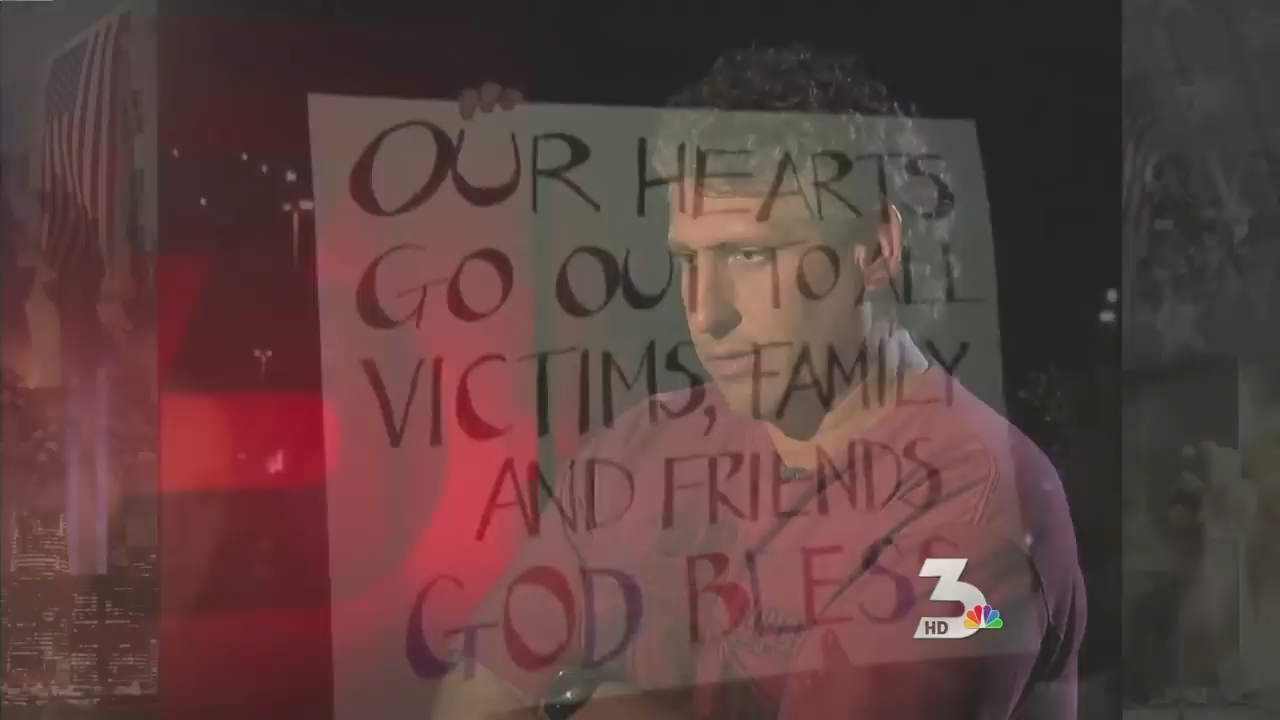 OUR HEARTS
GO OUT TO ALL
VICTIMS, FAMILY
AND FRIENDS
GOD BLESS
3
HD